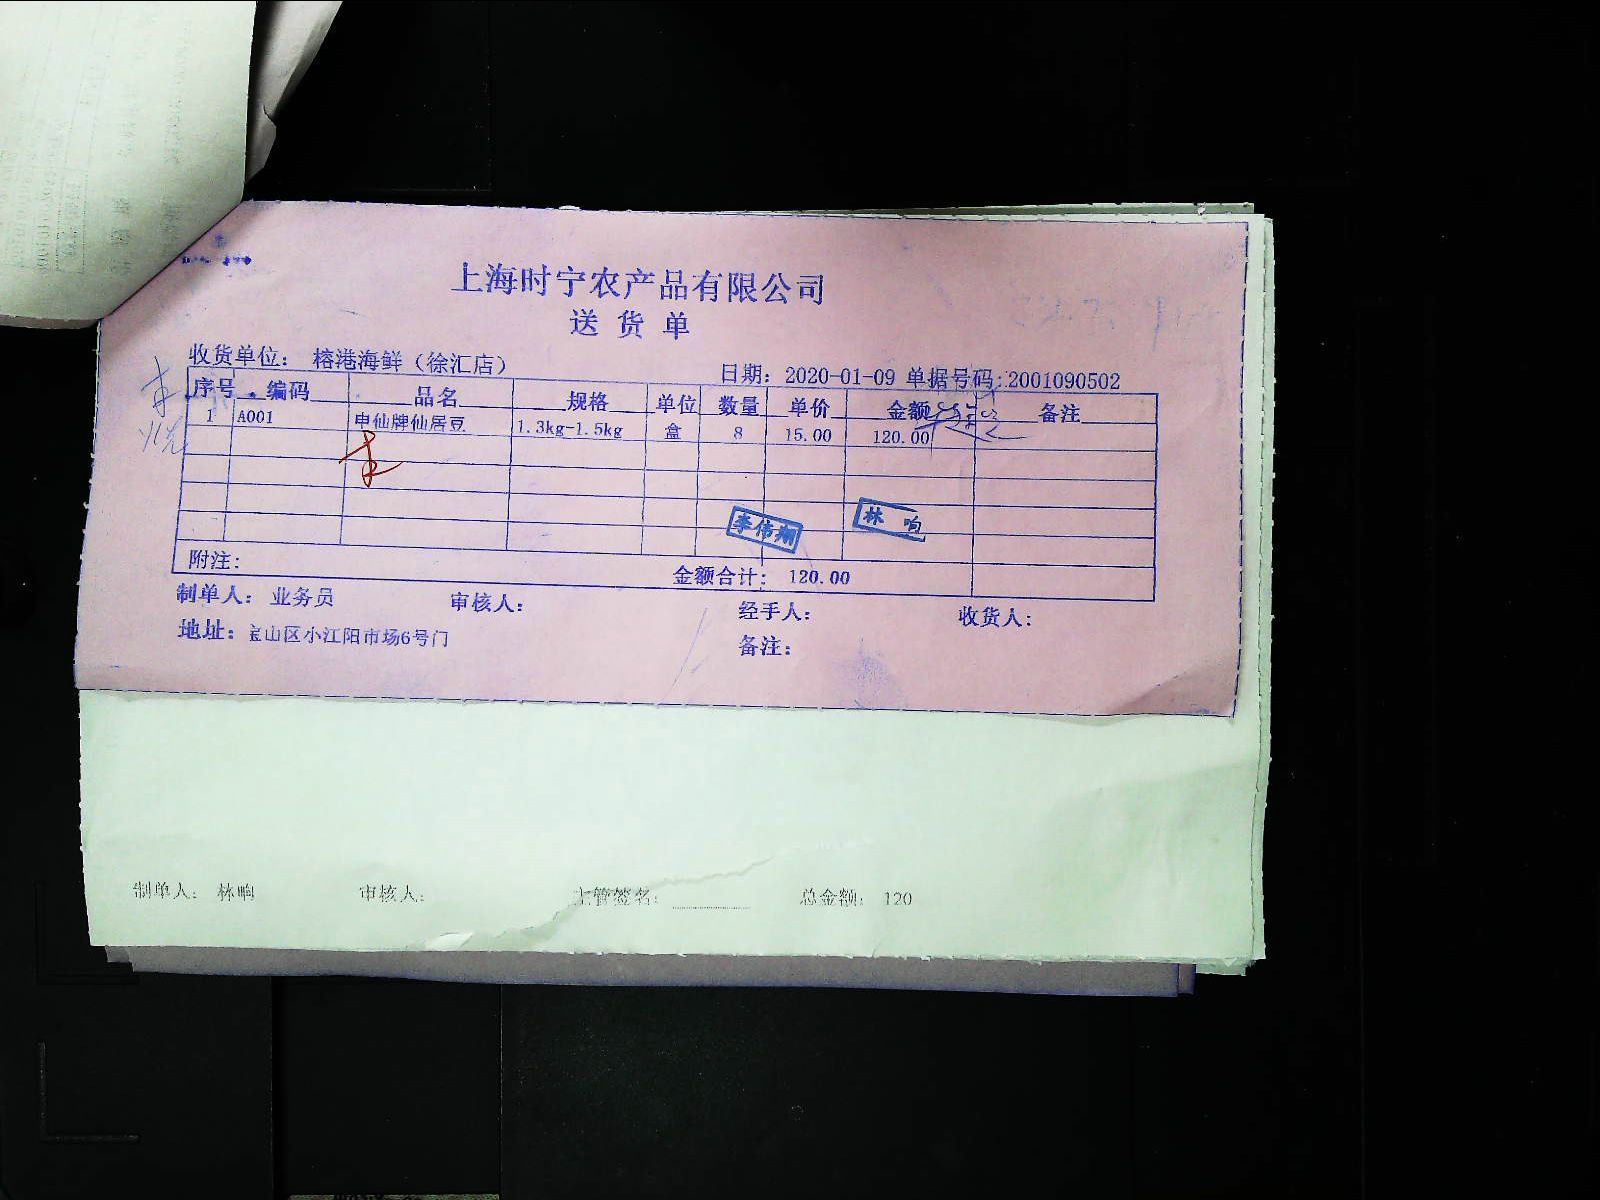 上海时宁农产品有限公司
送货单
收货单位： 榕港海鲜（徐汇店）
日期： 2020-01-09 单据号码：2001090502
序号 编码 品名 规格 单位 数量 单价 金额 备注
1 A001 申仙牌仙居豆 1.3kg-1.5kg 盒 8 15.00 120.00
李伟翔
林 响
附注：
金额合计： 120.00
制单人： 业务员 审核人： 经手人： 收货人：
地址： 宝山区小江阳市场6号门 备注：
制单人： 林响 审核人： 主管签名： 总金额： 120